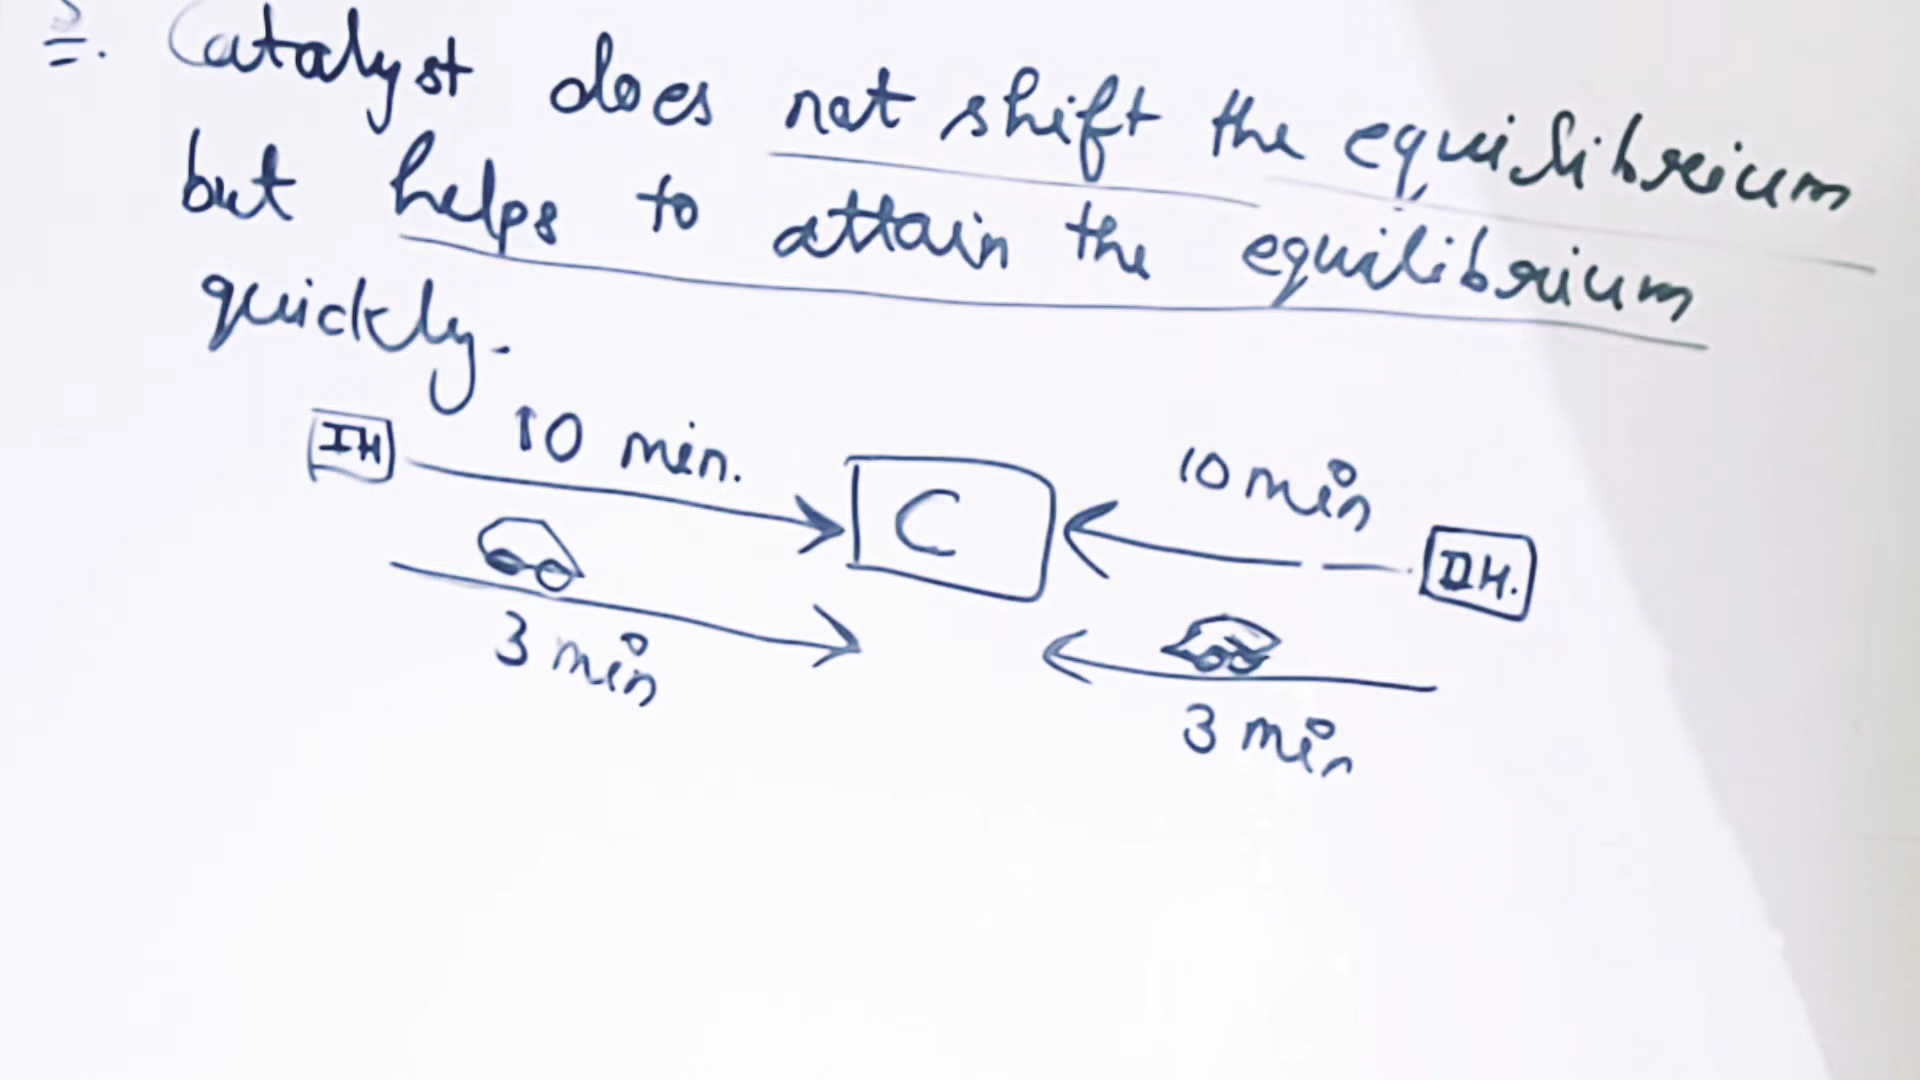 Catalyst does not shift the equilibrium
but helps to attain the equilibrium
quickly.
10 min.
10 min
IH
C
IIH.
3 min
3 min